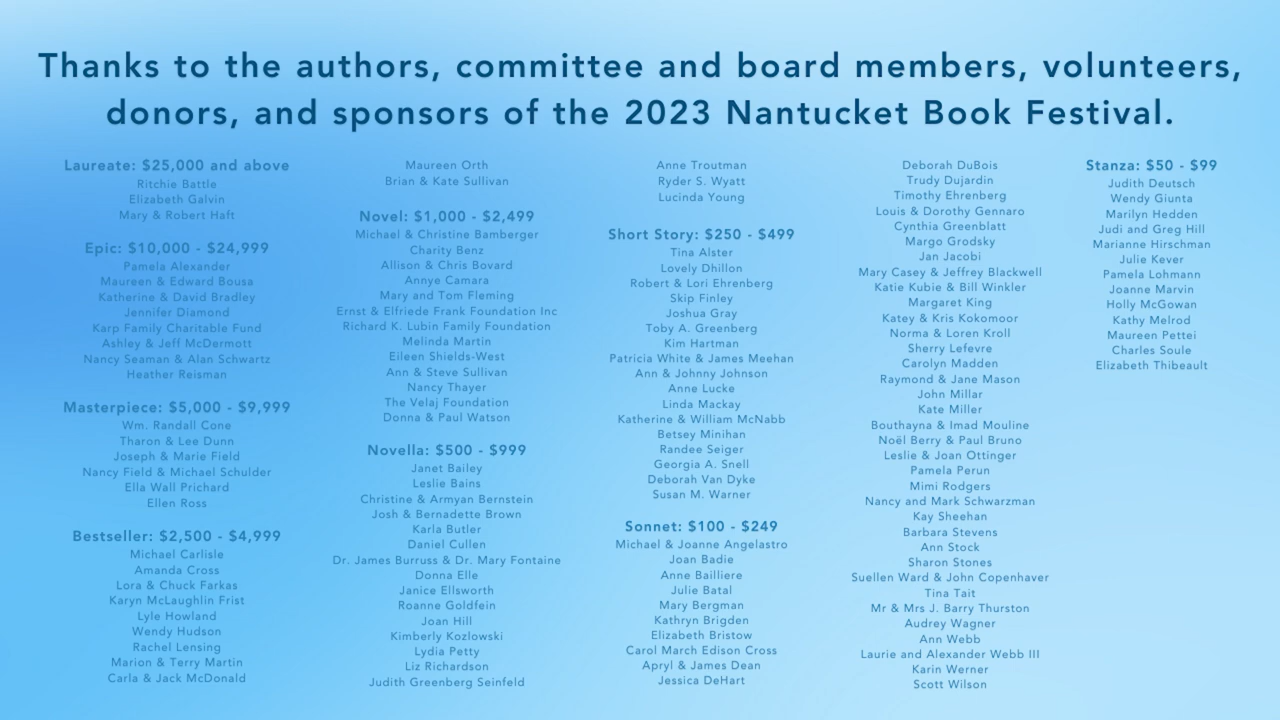 Thanks to the authors, committee and board members, volunteers,
donors, and sponsors of the 2023 Nantucket Book Festival.
Laureate: $25,000 and above
Ritchie Battle
Elizabeth Galvin
Mary & Robert Haft
Epic: $10,000 - $24,999
Pamela Alexander
Maureen & Edward Bousa
Katherine & David Bradley
Jennifer Diamond
Karp Family Charitable Fund
Ashley & Jeff McDermott
Nancy Seaman & Alan Schwartz
Heather Reisman
Masterpiece: $5,000 - $9,999
Wm. Randall Cone
Tharon & Lee Dunn
Joseph & Marie Field
Nancy Field & Michael Schulder
Ella Wall Prichard
Ellen Ross
Bestseller: $2,500 - $4,999
Michael Carlisle
Amanda Cross
Lora & Chuck Farkas
Karyn McLaughlin Frist
Lyle Howland
Wendy Hudson
Rachel Lensing
Marion & Terry Martin
Carla & Jack McDonald
Maureen Orth
Brian & Kate Sullivan
Novel: $1,000 - $2,499
Michael & Christine Bamberger
Charity Benz
Allison & Chris Bovard
Annye Camara
Mary and Tom Fleming
Ernst & Elfriede Frank Foundation Inc
Richard K. Lubin Family Foundation
Melinda Martin
Eileen Shields-West
Ann & Steve Sullivan
Nancy Thayer
The Velaj Foundation
Donna & Paul Watson
Novella: $500 - $999
Janet Bailey
Leslie Bains
Christine & Armyan Bernstein
Josh & Bernadette Brown
Karla Butler
Daniel Cullen
Dr. James Burruss & Dr. Mary Fontaine
Donna Elle
Janice Ellsworth
Roanne Goldfein
Joan Hill
Kimberly Kozlowski
Lydia Petty
Liz Richardson
Judith Greenberg Seinfeld
Anne Troutman
Ryder S. Wyatt
Lucinda Young
Short Story: $250 - $499
Tina Alster
Lovely Dhillon
Robert & Lori Ehrenberg
Skip Finley
Joshua Gray
Toby A. Greenberg
Kim Hartman
Patricia White & James Meehan
Ann & Johnny Johnson
Anne Lucke
Linda Mackay
Katherine & William McNabb
Betsey Minihan
Randee Seiger
Georgia A. Snell
Deborah Van Dyke
Susan M. Warner
Sonnet: $100 - $249
Michael & Joanne Angelastro
Joan Badie
Anne Bailliere
Julie Batal
Mary Bergman
Kathryn Brigden
Elizabeth Bristow
Carol March Edison Cross
Apryl & James Dean
Jessica DeHart
Deborah DuBois
Trudy Dujardin
Timothy Ehrenberg
Louis & Dorothy Gennaro
Cynthia Greenblatt
Margo Grodsky
Jan Jacobi
Mary Casey & Jeffrey Blackwell
Katie Kubie & Bill Winkler
Margaret King
Katey & Kris Kokomoor
Norma & Loren Kroll
Sherry Lefevre
Carolyn Madden
Raymond & Jane Mason
John Millar
Kate Miller
Bouthayna & Imad Mouline
Noël Berry & Paul Bruno
Leslie & Joan Ottinger
Pamela Perun
Mimi Rodgers
Nancy and Mark Schwarzman
Kay Sheehan
Barbara Stevens
Ann Stock
Sharon Stones
Suellen Ward & John Copenhaver
Tina Tait
Mr & Mrs J. Barry Thurston
Audrey Wagner
Ann Webb
Laurie and Alexander Webb III
Karin Werner
Scott Wilson
Stanza: $50 - $99
Judith Deutsch
Wendy Giunta
Marilyn Hedden
Judi and Greg Hill
Marianne Hirschman
Julie Kever
Pamela Lohmann
Joanne Marvin
Holly McGowan
Kathy Melrod
Maureen Pettei
Charles Soule
Elizabeth Thibeault